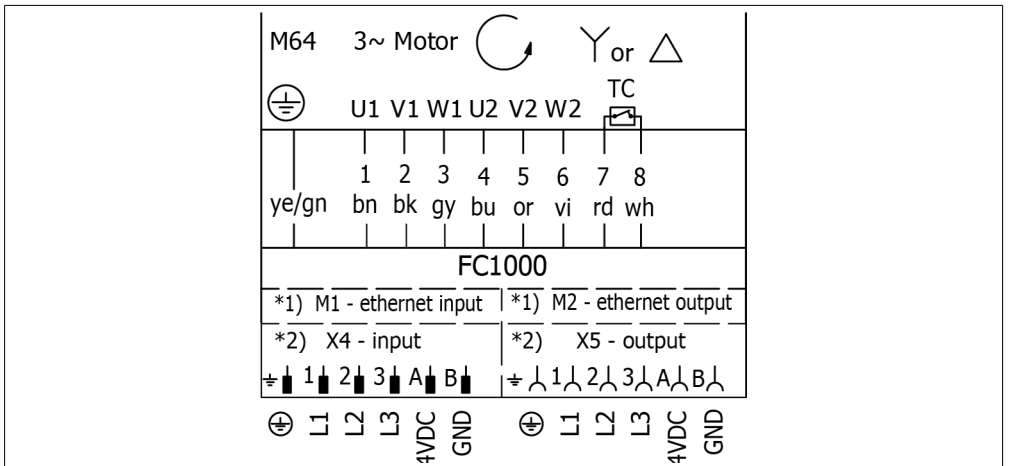 M64 3~ Motor Y or △
TC
U1 V1 W1 U2 V2 W2
1 2 3 4 5 6 7 8
ye/gn bn bk gy bu or vi rd wh
FC1000
*1) M1 - ethernet input *1) M2 - ethernet output
*2) X4 - input *2) X5 - output
1 2 3 A B 1 2 3 A B
L1 L2 L3 4VDC GND L1 L2 L3 4VDC GND